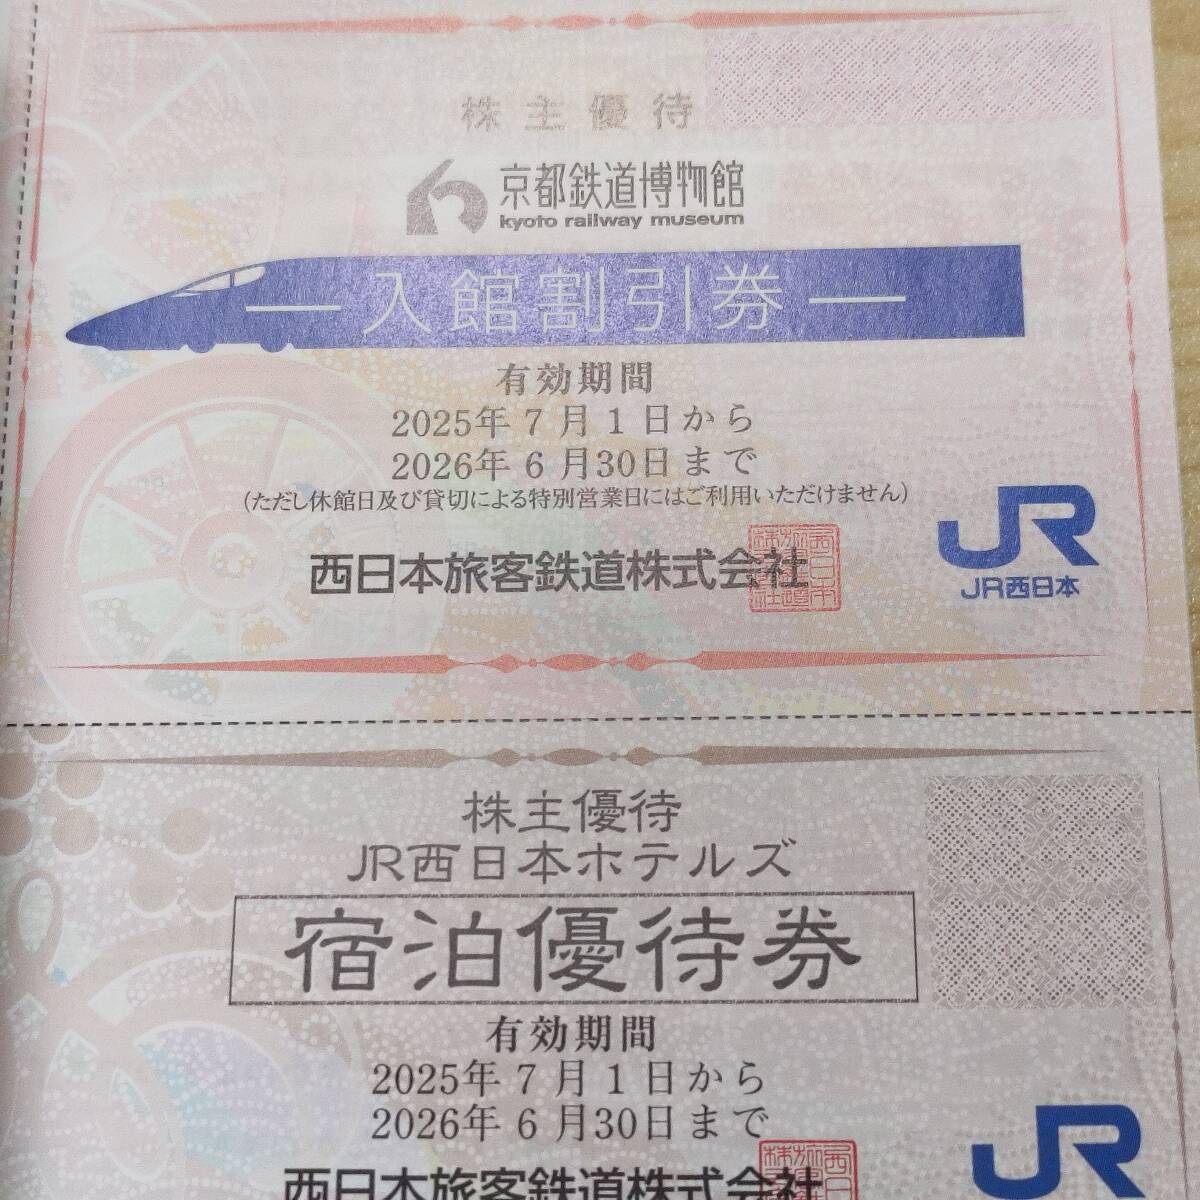 株主優待
京都鉄道博物館
kyoto railway museum
入館割引券
有効期間
2025年7月1日から
2026年6月30日まで
(ただし休館日及び貸切による特別営業日にはご利用いただけません)
西日本旅客鉄道株式会社
JR
JR西日本
株主優待
JR西日本ホテルズ
宿泊優待券
有効期間
2025年7月1日から
2026年6月30日まで
西日本旅客鉄道株式会社
JR